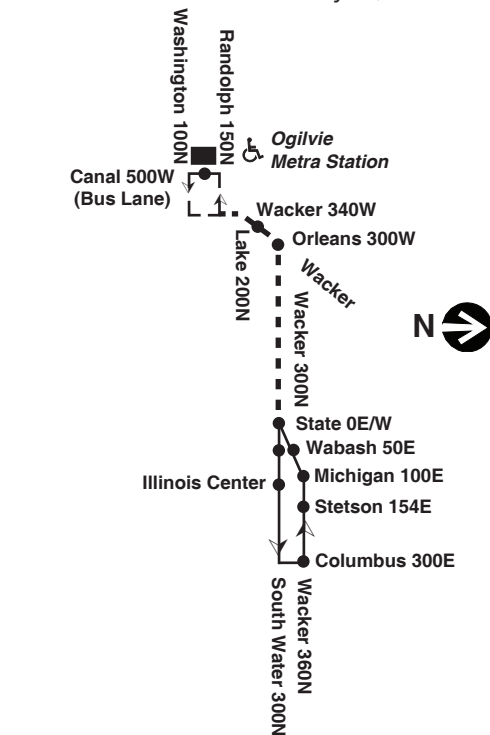 Washington 100N
Randolph 150N
Ogilvie
Metra Station
Canal 500W
(Bus Lane)
Wacker 340W
Orleans 300W
Lake 200N
Wacker
Wacker 300N
N
State 0E/W
Wabash 50E
Michigan 100E
Illinois Center
Stetson 154E
Columbus 300E
South Water 300N
Wacker 360N